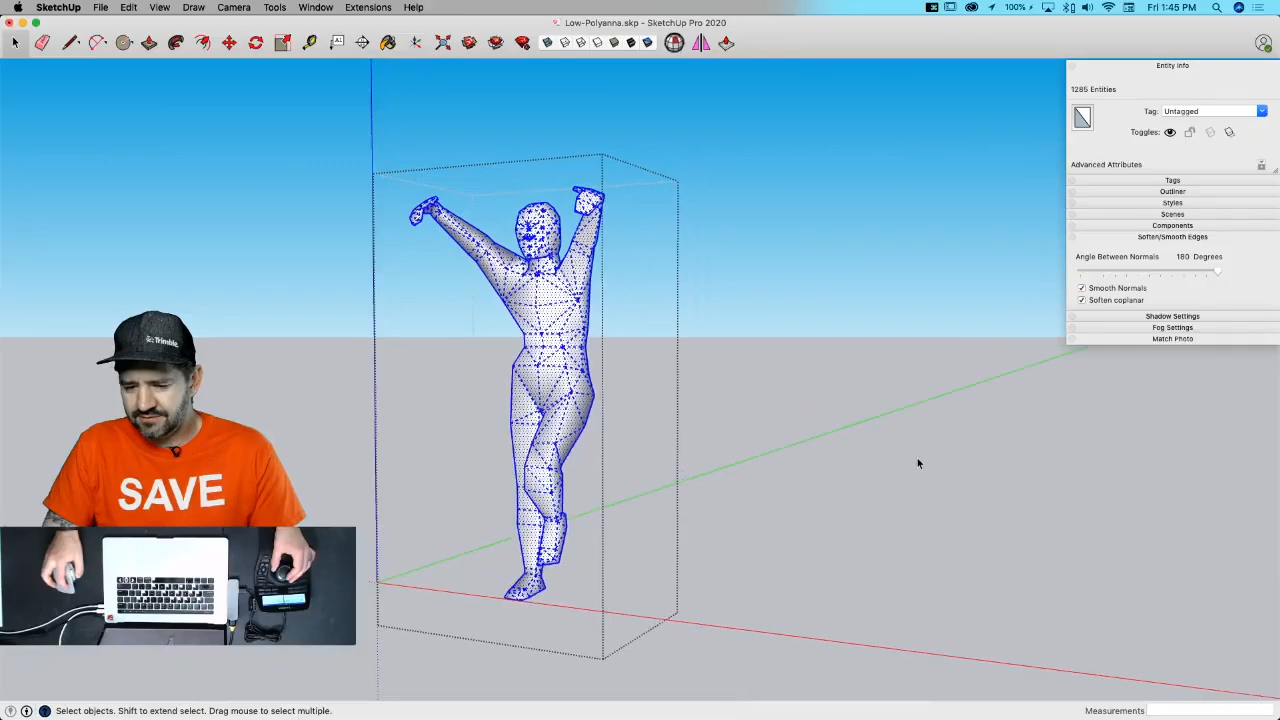 SketchUp File Edit View Draw Camera Tools Window Extensions Help
100% Fri 1:45 PM
Low-Polyanna.skp - SketchUp Pro 2020
Entity Info
1285 Entities
Tag: Untagged
Toggles:
Advanced Attributes
Tags
Outliner
Styles
Scenes
Components
Soften/Smooth Edges
Angle Between Normals 180 Degrees
Smooth Normals
Soften coplanar
Shadow Settings
Fog Settings
Match Photo
Trimble
SAVE
Select objects. Shift to extend select. Drag mouse to select multiple.
Measurements